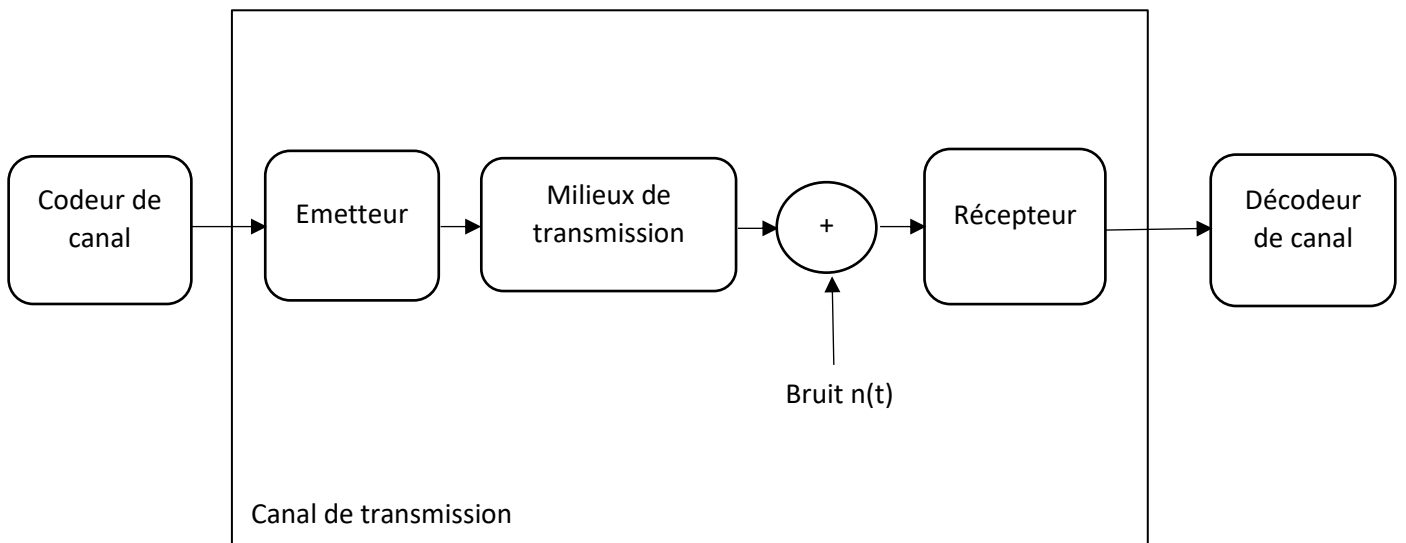 Codeur de
canal
Emetteur
Milieux de
transmission
+
Récepteur
Décodeur
de canal
Bruit n(t)
Canal de transmission